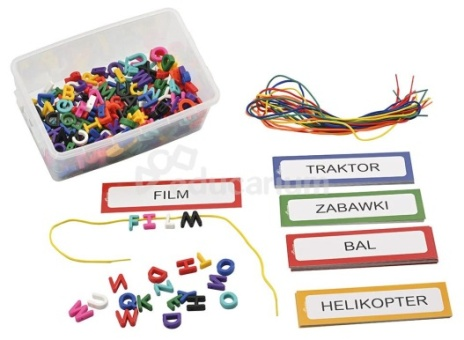 TRAKTOR
FILM
ZABAWKI
F I L M
BAL
HELIKOPTER